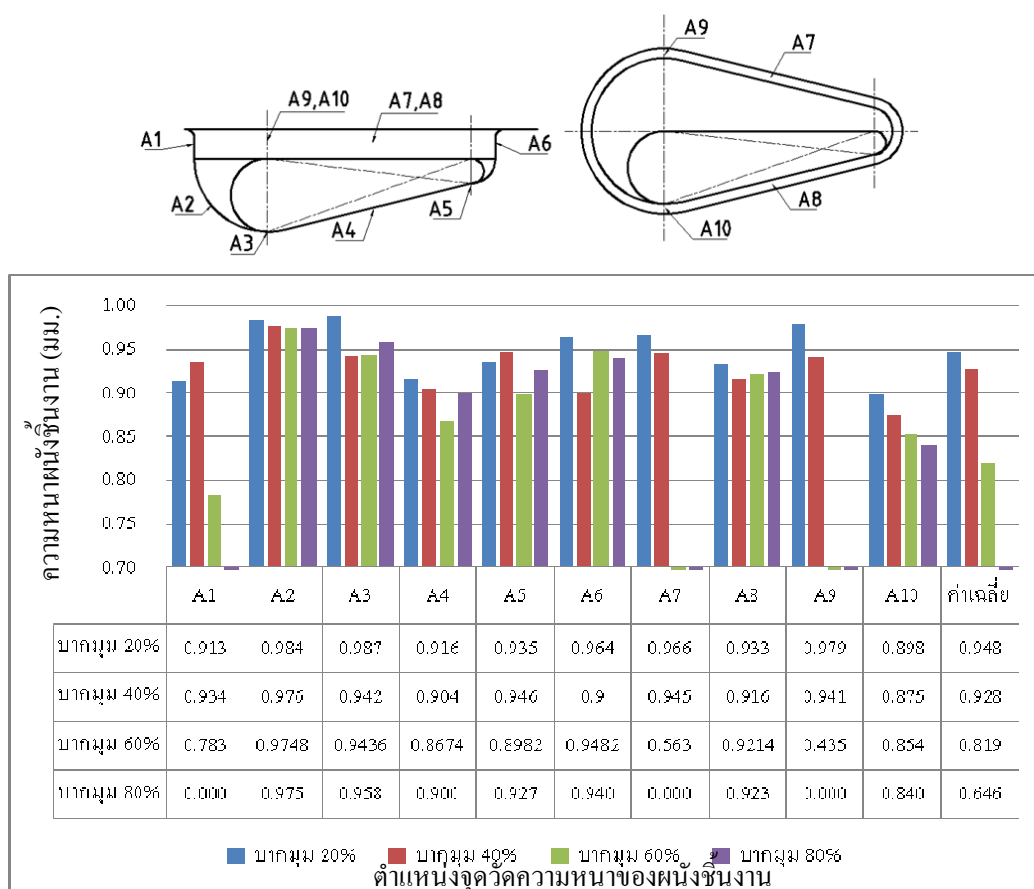 A9
A7
A9,A10
A7,A8
A1
A6
A2
A5
A4
A3
A8
A10
ความหนาผนังชิ้นงาน (มม.)
1.00
0.95
0.90
0.85
0.80
0.75
0.70
A1 A2 A3 A4 A5 A6 A7 A8 A9 A10 ค่าเฉลี่ย
บากมุม 20% 0.913 0.984 0.987 0.916 0.935 0.964 0.966 0.933 0.979 0.898 0.948
บากมุม 40% 0.934 0.976 0.942 0.904 0.946 0.9 0.945 0.916 0.941 0.875 0.928
บากมุม 60% 0.783 0.9748 0.9436 0.8674 0.8982 0.9482 0.563 0.9214 0.435 0.854 0.819
บากมุม 80% 0.000 0.975 0.958 0.900 0.927 0.940 0.000 0.923 0.000 0.840 0.646
บากมุม 20% บากมุม 40% บากมุม 60% บากมุม 80%
ตำแหน่งจุดวัดความหนาของผนังชิ้นงาน